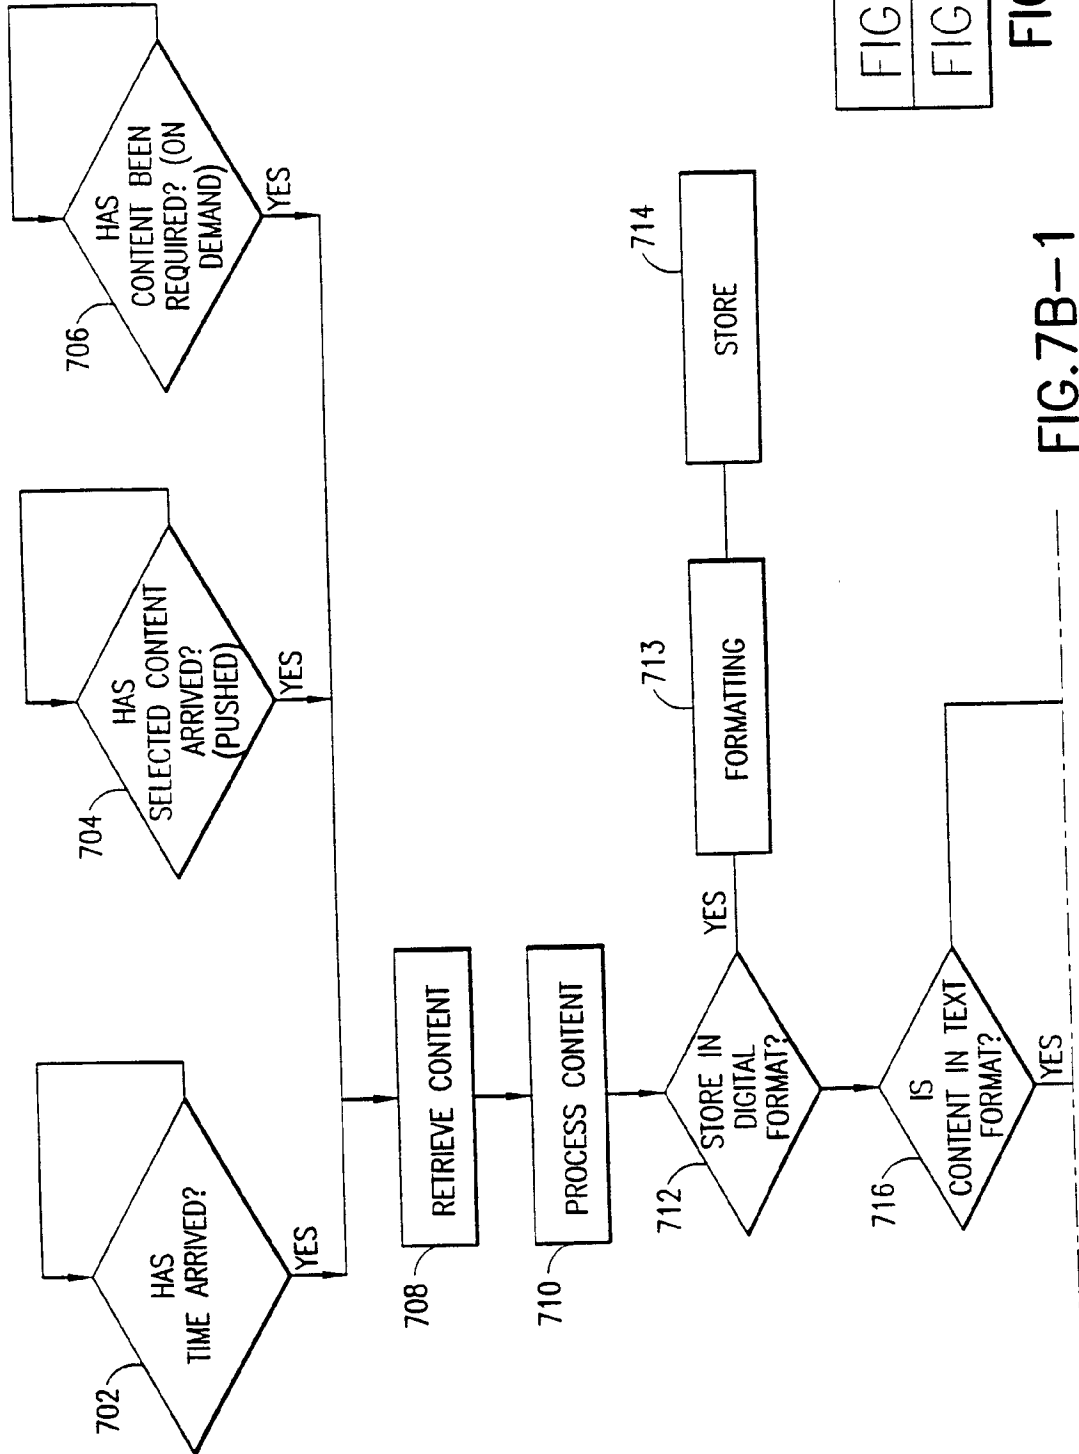 HAS
TIME ARRIVED?
702
YES
HAS
SELECTED CONTENT
ARRIVED?
(PUSHED)
704
YES
HAS
CONTENT BEEN
REQUIRED? (ON
DEMAND)
706
YES
RETRIEVE CONTENT
708
PROCESS CONTENT
710
STORE IN
DIGITAL
FORMAT?
712
YES
FORMATTING
713
STORE
714
IS
CONTENT IN TEXT
FORMAT?
716
YES
FIG.7B-1
FIG
FIG
FIG